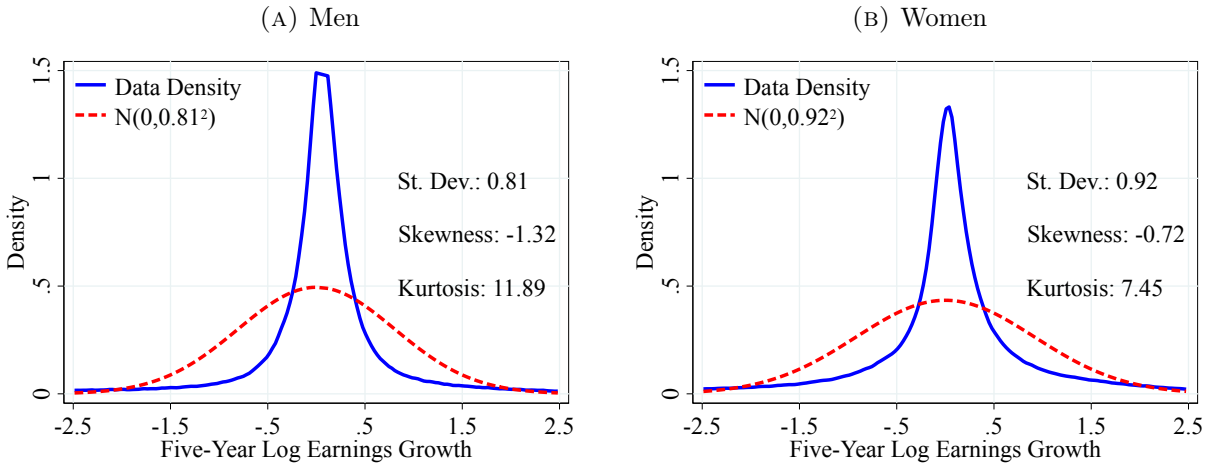 (A) Men
1.5
Data Density
N(0,0.81²)
1
St. Dev.: 0.81
Density
Skewness: -1.32
.5
Kurtosis: 11.89
0
-2.5 -1.5 -.5 .5 1.5 2.5
Five-Year Log Earnings Growth
(B) Women
1.5
Data Density
N(0,0.92²)
1
St. Dev.: 0.92
Density
Skewness: -0.72
.5
Kurtosis: 7.45
0
-2.5 -1.5 -.5 .5 1.5 2.5
Five-Year Log Earnings Growth